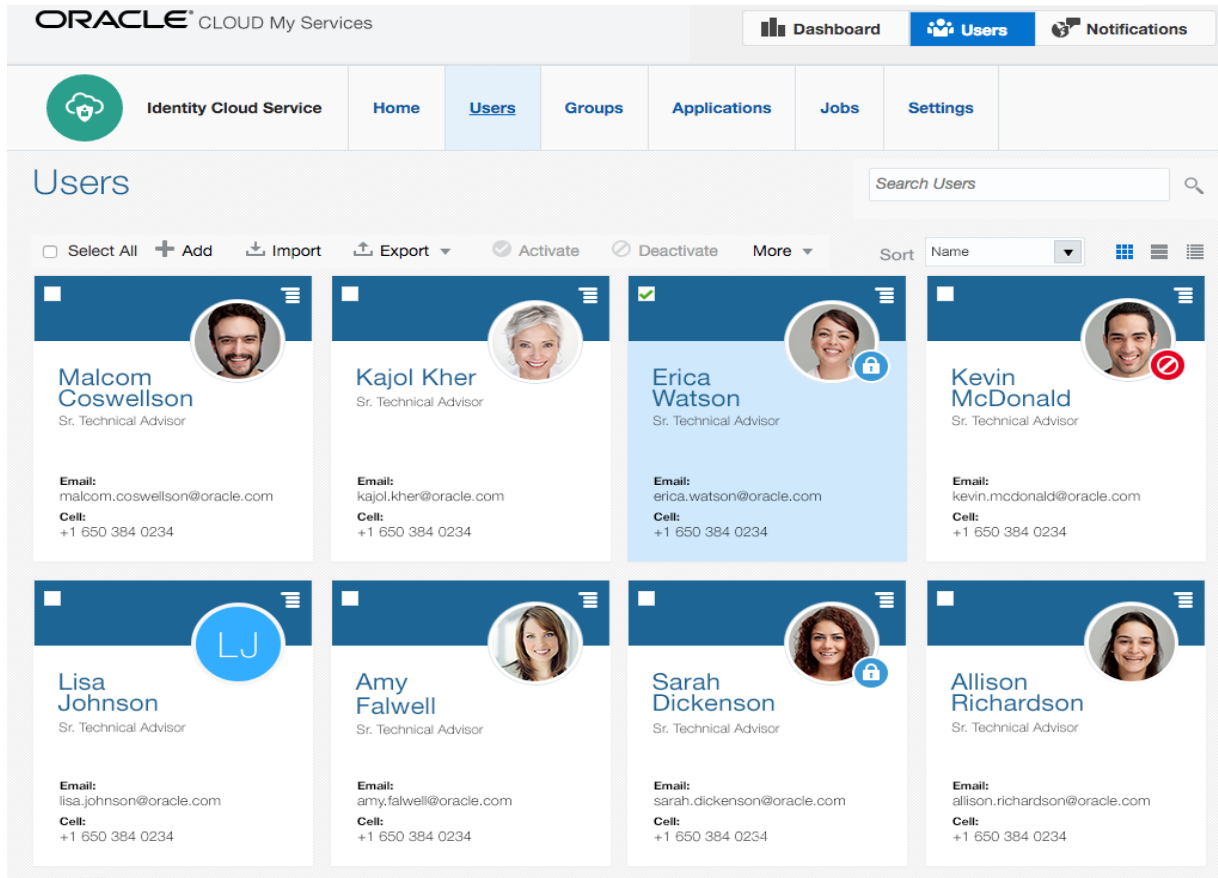 ORACLE® CLOUD My Services
Dashboard
Users
Notifications
Identity Cloud Service
Home
Users
Groups
Applications
Jobs
Settings
Users
Search Users
Select All
Add
Import
Export
Activate
Deactivate
More
Sort
Name
Malcom
Coswellson
Sr. Technical Advisor
Email:
malcom.coswellson@oracle.com
Cell:
+1 650 384 0234
Kajol Kher
Sr. Technical Advisor
Email:
kajol.kher@oracle.com
Cell:
+1 650 384 0234
Erica
Watson
Sr. Technical Advisor
Email:
erica.watson@oracle.com
Cell:
+1 650 384 0234
Kevin
McDonald
Sr. Technical Advisor
Email:
kevin.mcdonald@oracle.com
Cell:
+1 650 384 0234
LJ
Lisa
Johnson
Sr. Technical Advisor
Email:
lisa.johnson@oracle.com
Cell:
+1 650 384 0234
Amy
Falwell
Sr. Technical Advisor
Email:
amy.falwell@oracle.com
Cell:
+1 650 384 0234
Sarah
Dickenson
Sr. Technical Advisor
Email:
sarah.dickenson@oracle.com
Cell:
+1 650 384 0234
Allison
Richardson
Sr. Technical Advisor
Email:
allison.richardson@oracle.com
Cell:
+1 650 384 0234